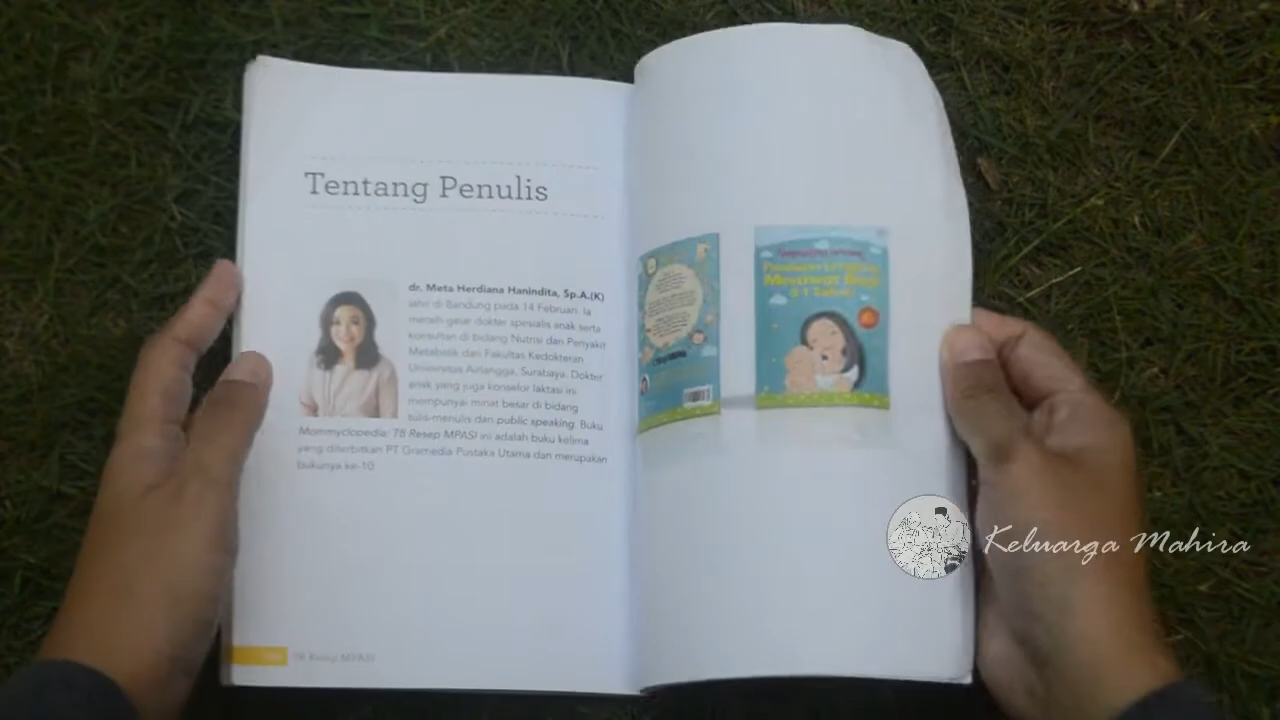 Tentang Penulis
dr. Meta Herdiana Hanindita, Sp.A.(K)
lahir di Bandung pada 14 Februari. Ia
meraih gelar dokter spesialis anak serta
konsultan di bidang Nutrisi dan Penyakit
Metabolik dari Fakultas Kedokteran
Universitas Airlangga, Surabaya. Dokter
anak yang juga konselor laktasi ini
mempunyai minat besar di bidang
tulis-menulis dan public speaking. Buku
Mommyclopedia: 78 Resep MPASI ini adalah buku kelima
yang diterbitkan PT Gramedia Pustaka Utama dan merupakan
bukunya ke-10
78 Resep MPASI
Merawat Bayi
Keluarga Mahira